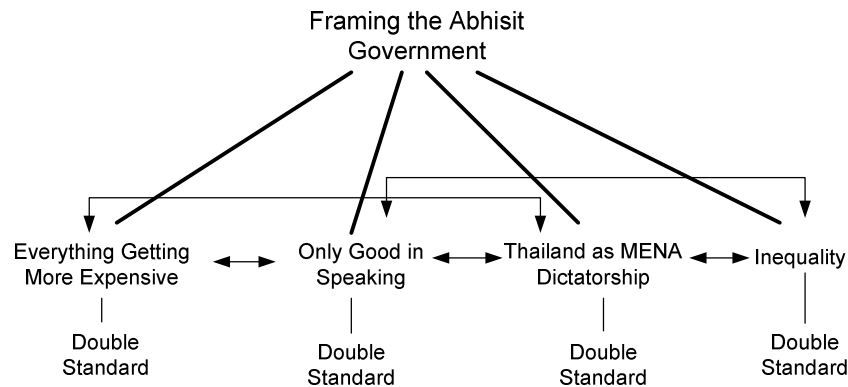 Framing the Abhisit
Government
Everything Getting
More Expensive
Only Good in
Speaking
Thailand as MENA
Dictatorship
Inequality
Double
Standard
Double
Standard
Double
Standard
Double
Standard